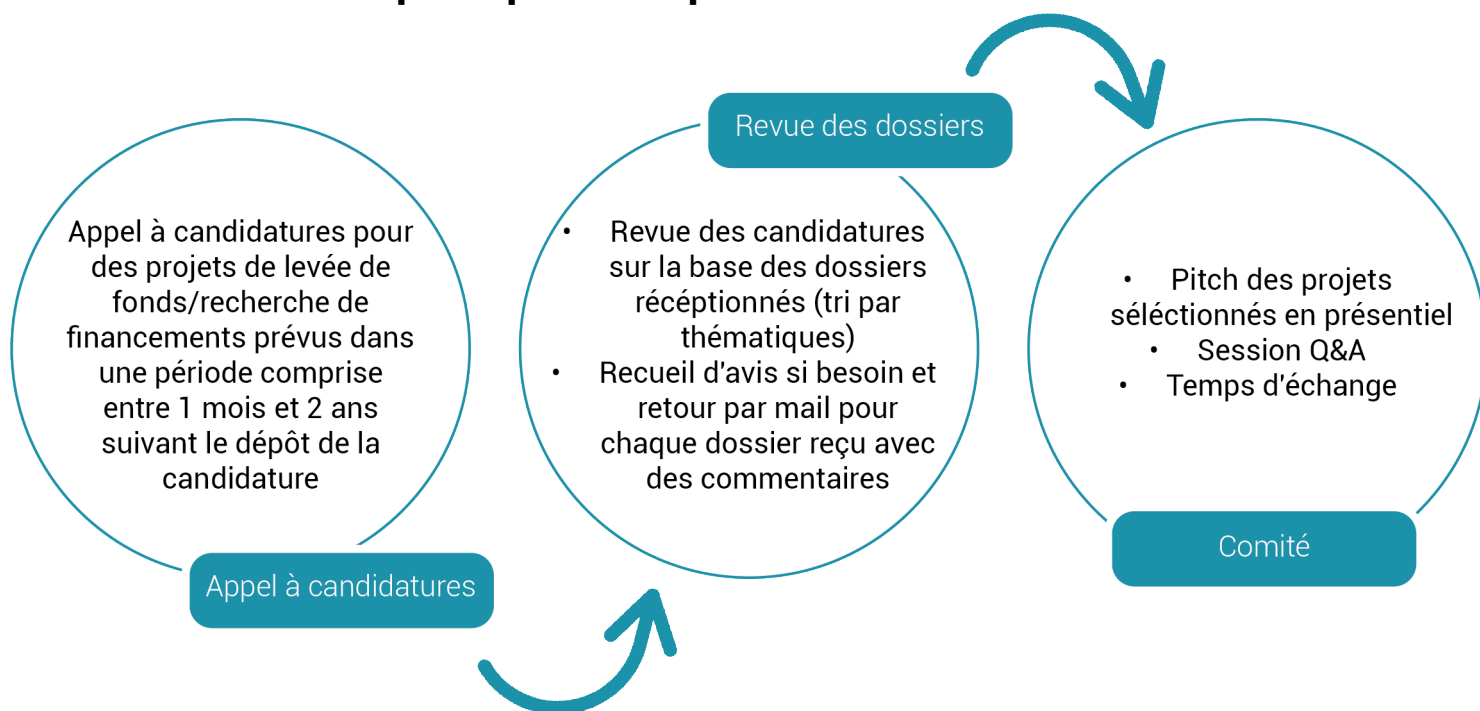 Appel à candidatures pour
des projets de levée de
fonds/recherche de
financements prévus dans
une période comprise
entre 1 mois et 2 ans
suivant le dépôt de la
candidature
Appel à candidatures
Revue des dossiers
• Revue des candidatures
sur la base des dossiers
récéptionnés (tri par
thématiques)
• Recueil d'avis si besoin et
retour par mail pour
chaque dossier reçu avec
des commentaires
• Pitch des projets
séléctionnés en présentiel
• Session Q&A
• Temps d'échange
Comité